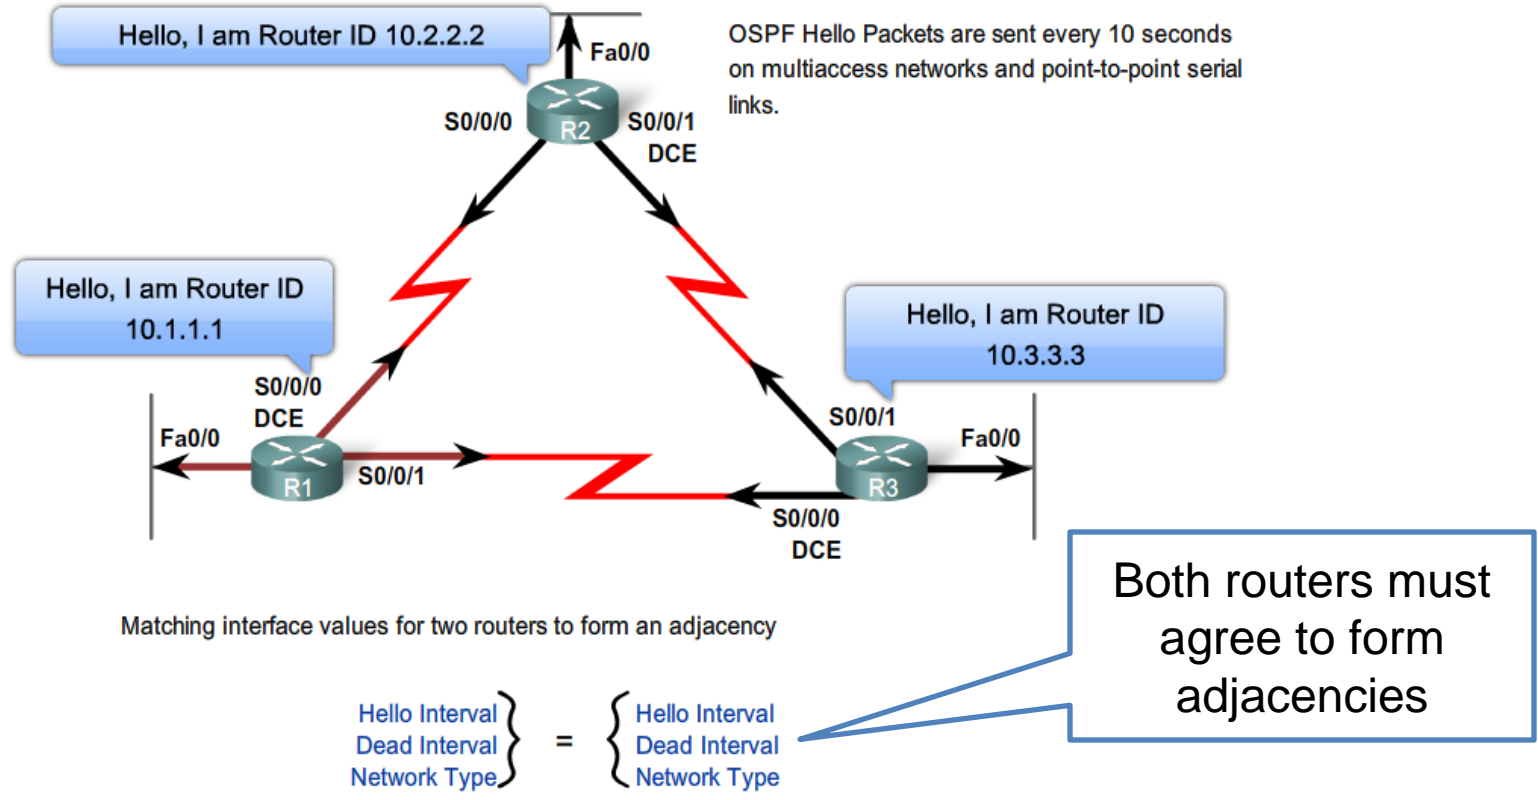 Hello, I am Router ID 10.2.2.2
Fa0/0
OSPF Hello Packets are sent every 10 seconds
on multiaccess networks and point-to-point serial
links.
S0/0/0
R2
S0/0/1
DCE
Hello, I am Router ID
10.1.1.1
Hello, I am Router ID
10.3.3.3
S0/0/0
DCE
Fa0/0
R1
S0/0/1
S0/0/1
Fa0/0
R3
S0/0/0
DCE
Both routers must
agree to form
adjacencies
Matching interface values for two routers to form an adjacency
Hello Interval
Dead Interval
Network Type
=
Hello Interval
Dead Interval
Network Type